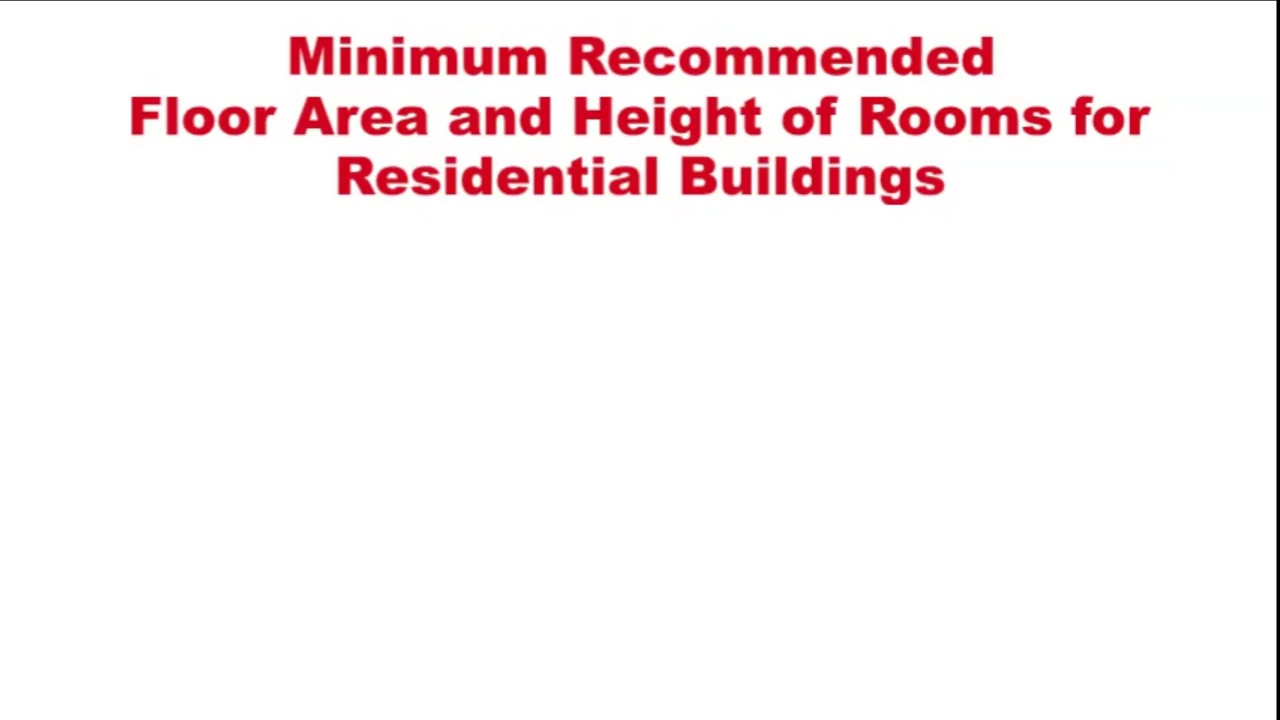 Minimum Recommended
Floor Area and Height of Rooms for
Residential Buildings